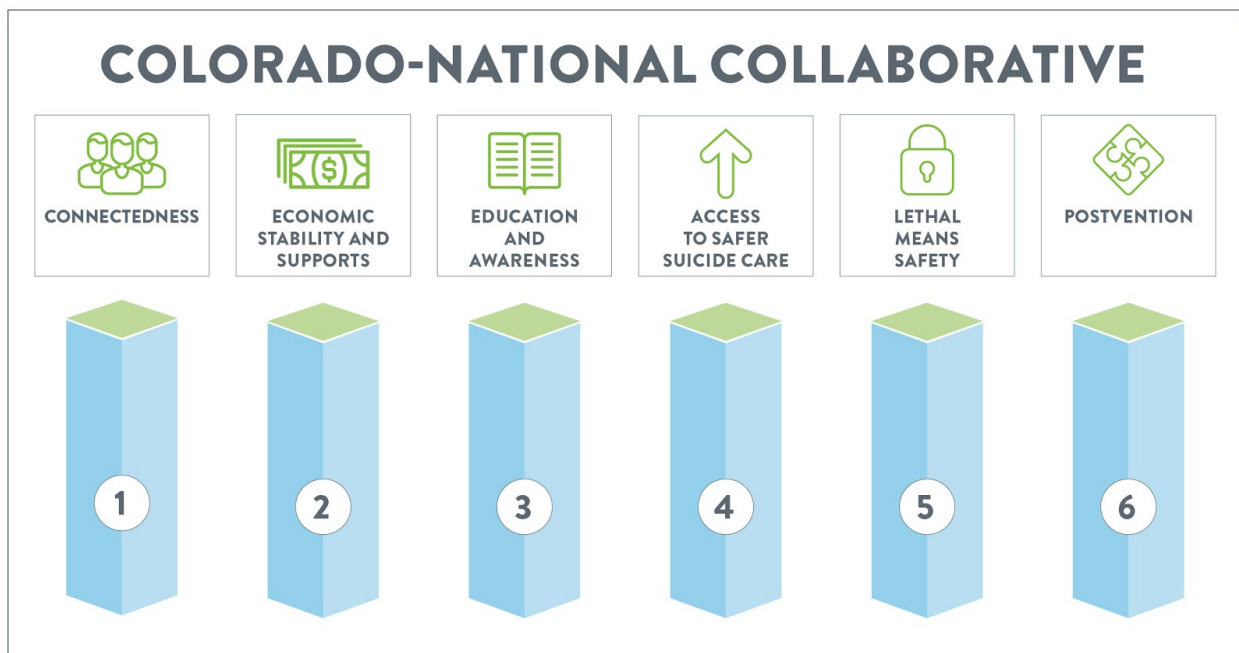 COLORADO-NATIONAL COLLABORATIVE
CONNECTEDNESS
ECONOMIC
STABILITY AND
SUPPORTS
EDUCATION
AND
AWARENESS
ACCESS
TO SAFER
SUICIDE CARE
LETHAL
MEANS
SAFETY
POSTVENTION
$
1
2
3
4
5
6